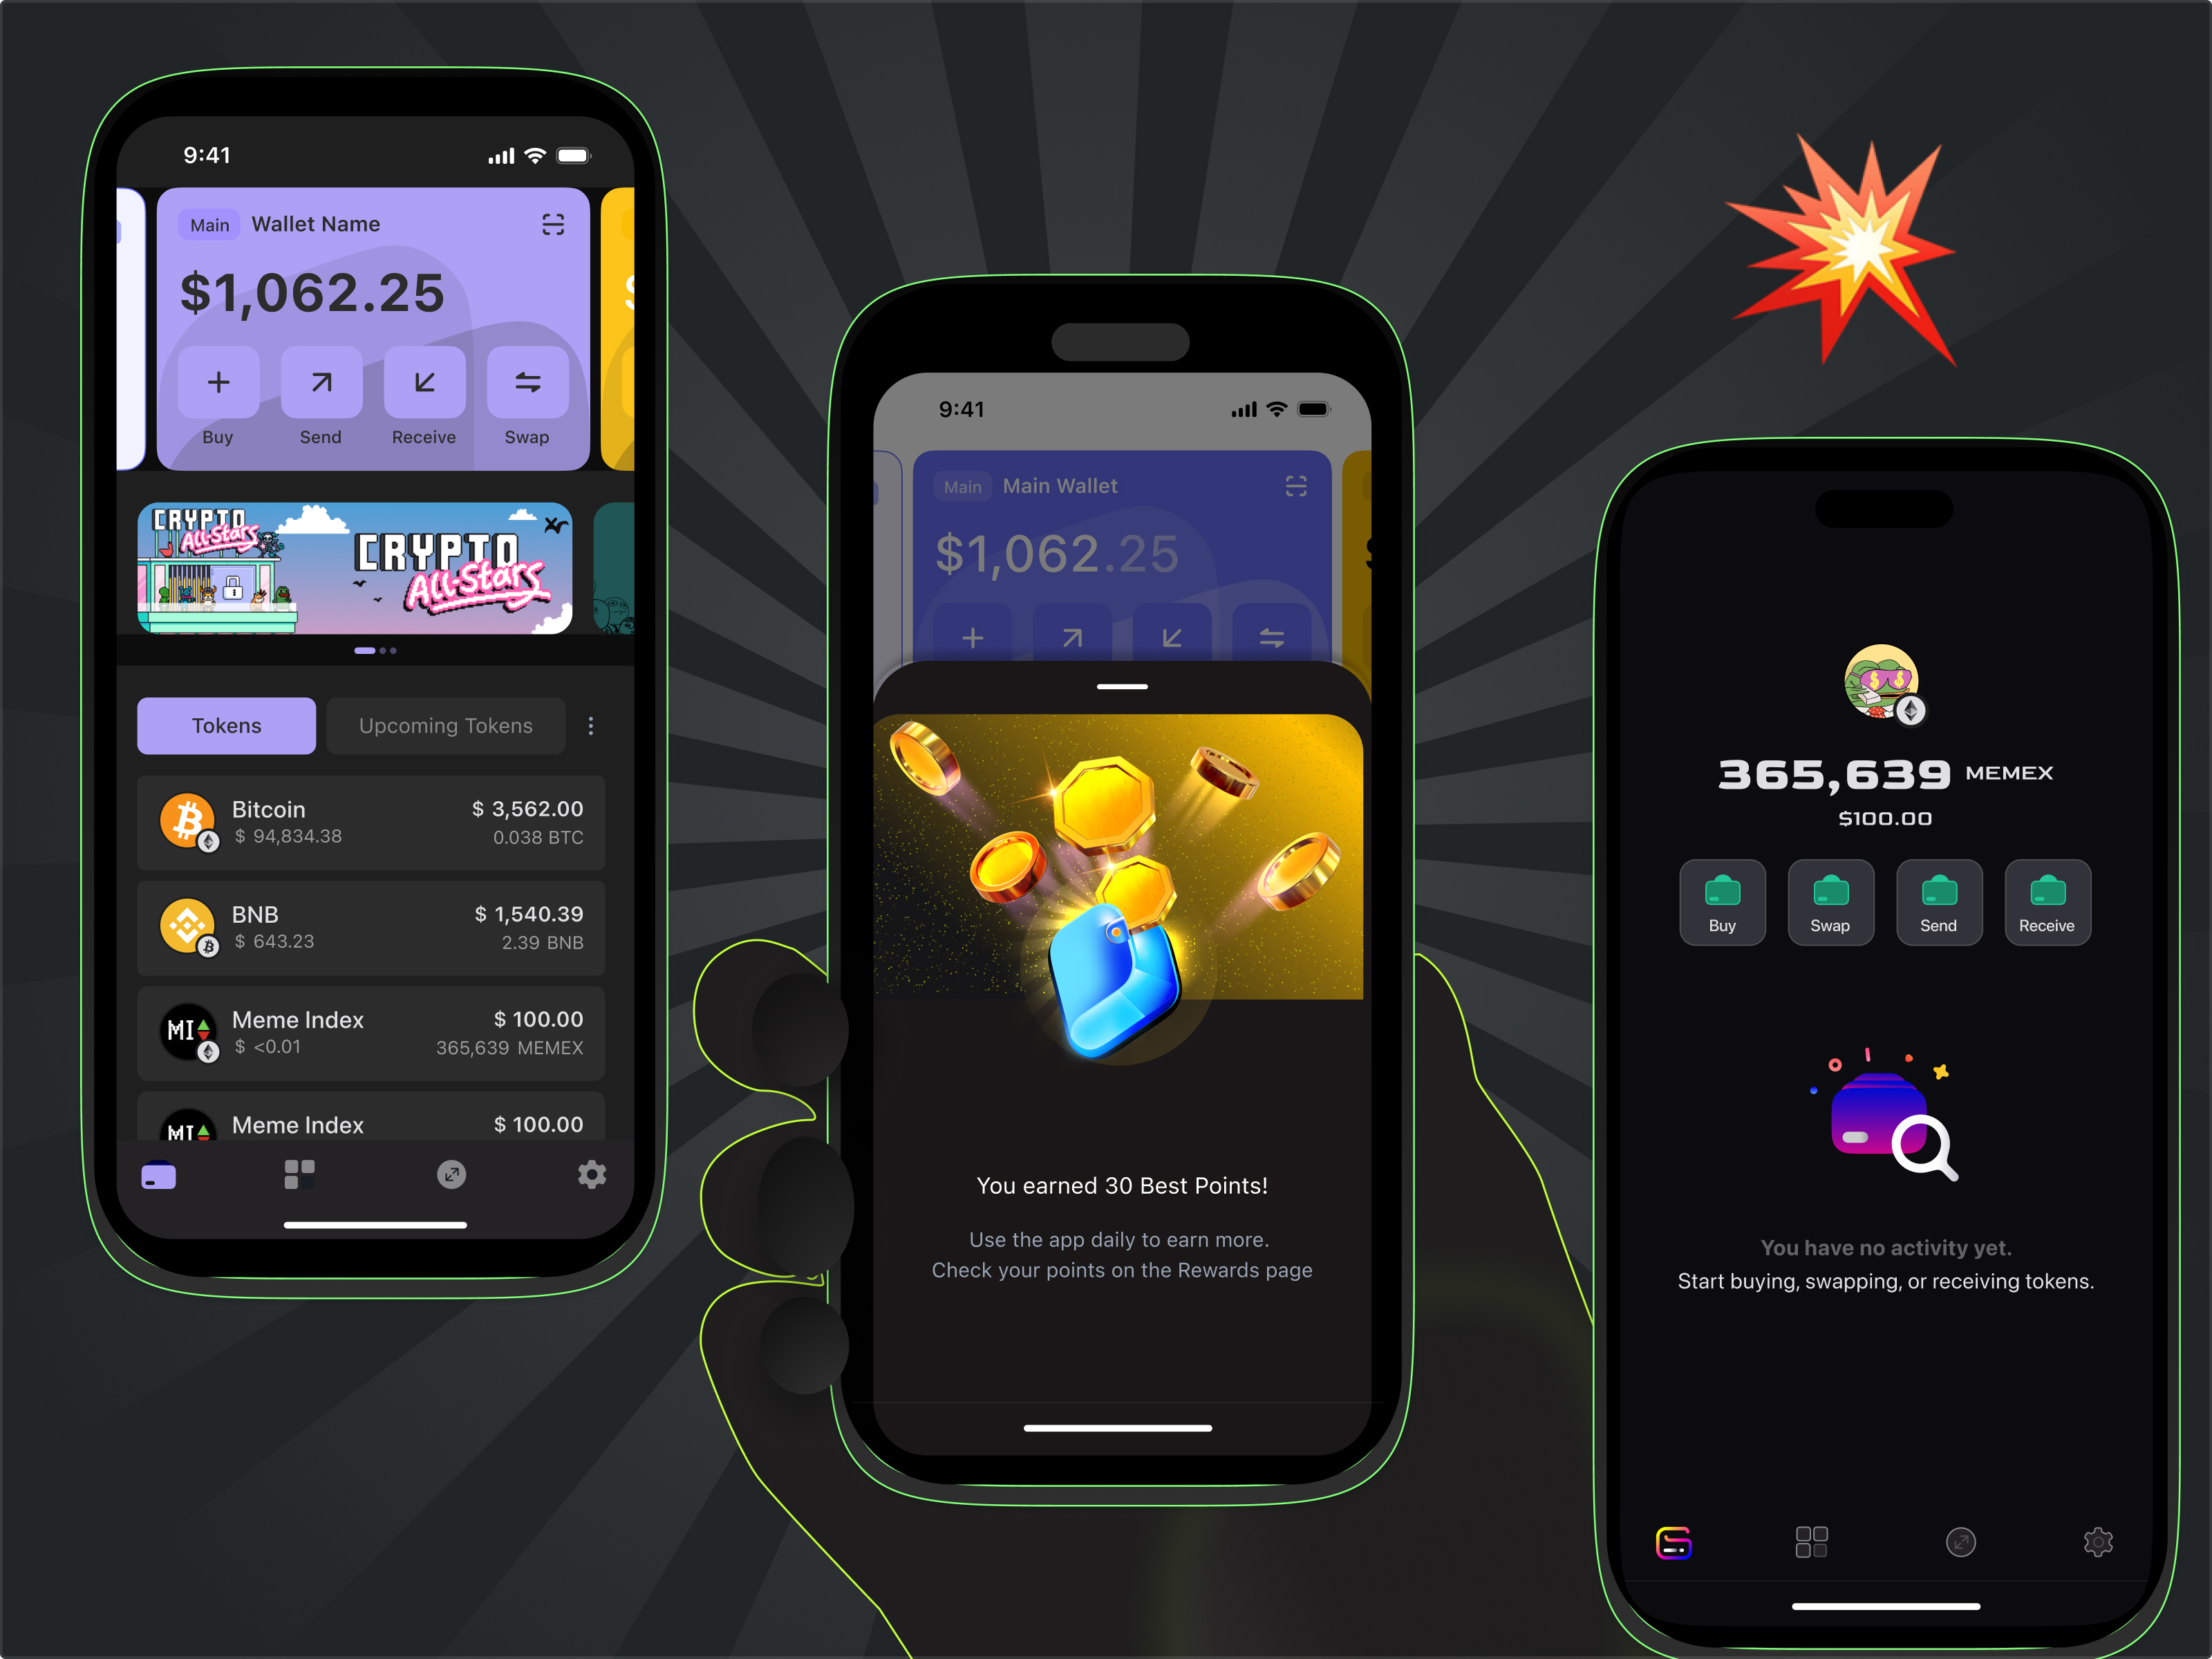 9:41
Main Wallet Name
$1,062.25
Buy Send Receive Swap
CRYPTO
All-Stars
CRYPTO
All-Stars
Tokens Upcoming Tokens
Bitcoin $ 3,562.00
$ 94,834.38 0.038 BTC
BNB $ 1,540.39
$ 643.23 2.39 BNB
MI
Meme Index $ 100.00
$ <0.01 365,639 MEMEX
MI
Meme Index $ 100.00
9:41
Main Main Wallet
$1,062.25
You earned 30 Best Points!
Use the app daily to earn more.
Check your points on the Rewards page
365,639 MEMEX
$100.00
Buy Swap Send Receive
You have no activity yet.
Start buying, swapping, or receiving tokens.